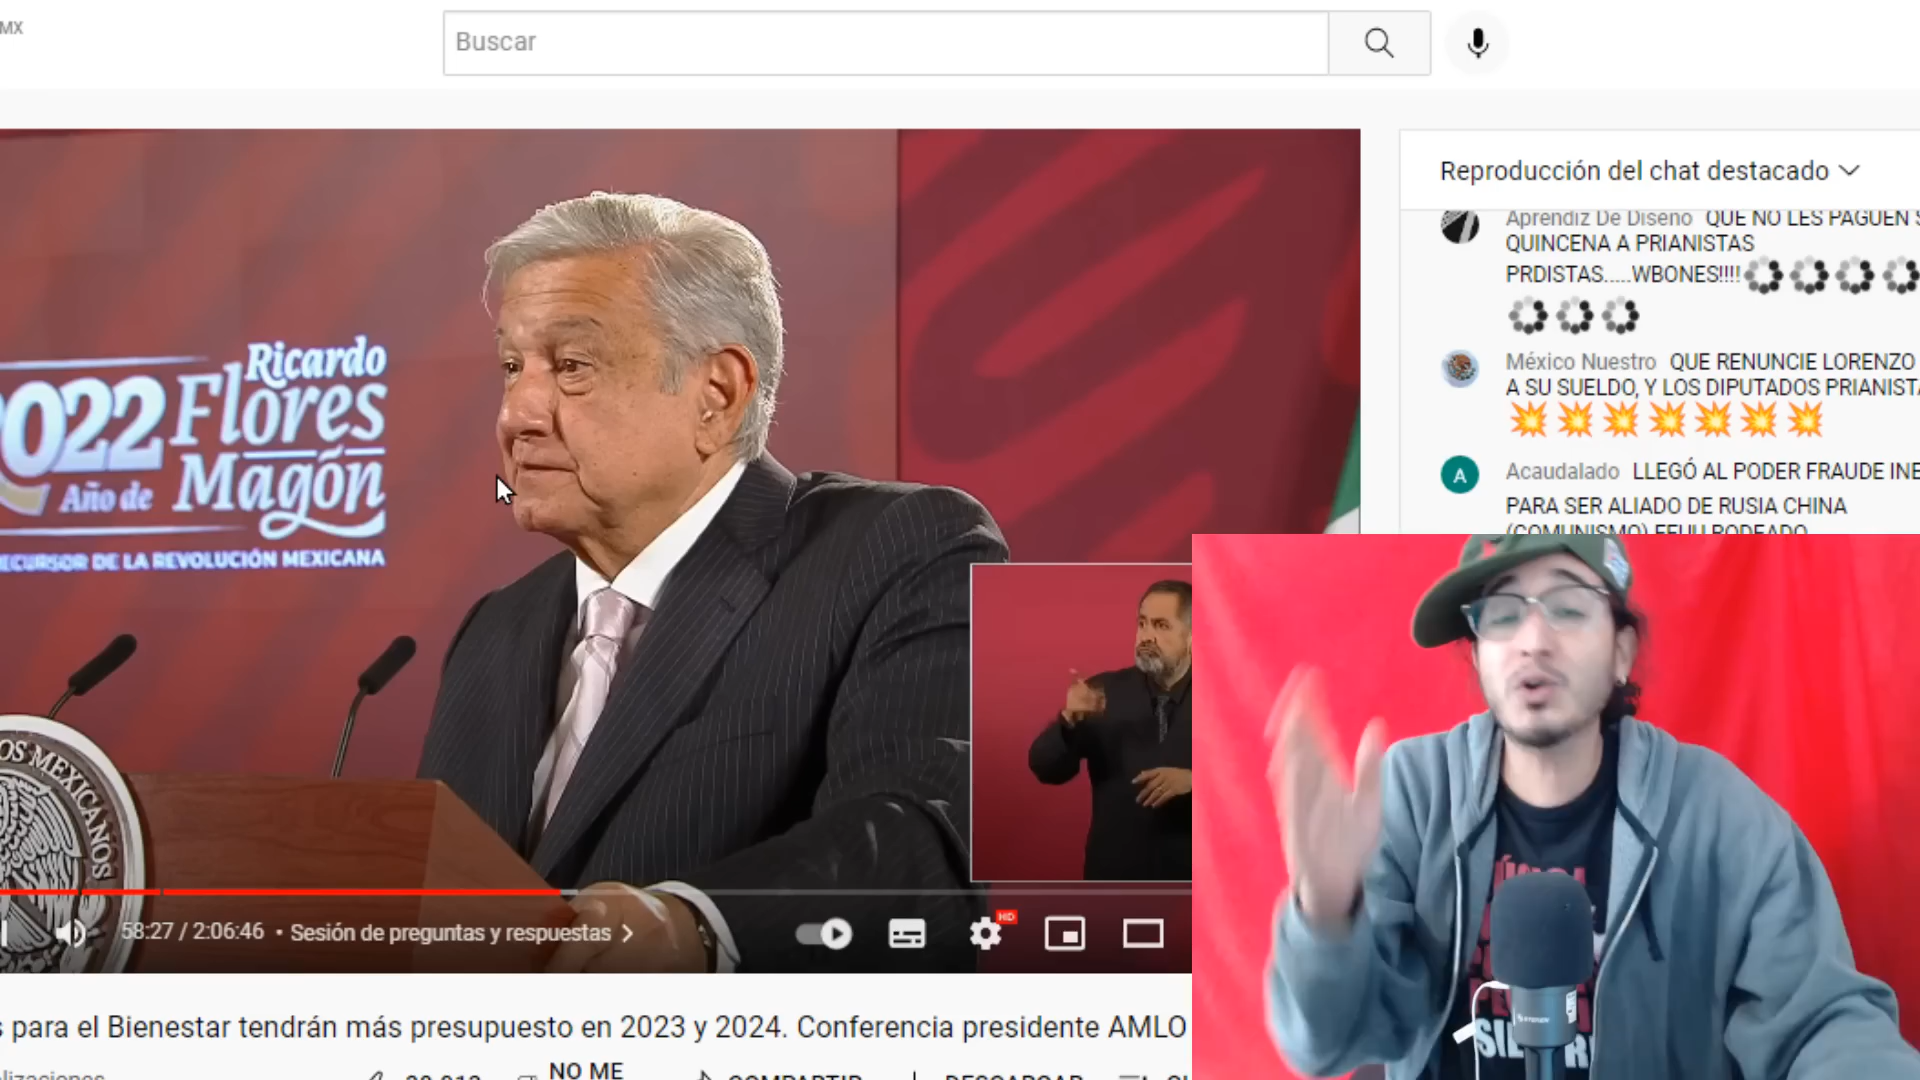 MX
Buscar
Reproducción del chat destacado
Aprendiz De Diseno QUE NO LES PAGUEN
QUINCENA A PRIANISTAS
PRDISTAS.....WBONES!!!!
México Nuestro QUE RENUNCIE LORENZO
A SU SUELDO, Y LOS DIPUTADOS
A
Acaudalado LLEGÓ AL PODER FRAUDE
PARA SER ALIADO DE RUSIA CHINA
(COMUNISMO)
2022
Año de
Ricardo
Flores
Magón
DE LA REVOLUCIÓN MEXICANA
MEXICANOS
58:27 / 2:06:46 • Sesión de preguntas y respuestas
HD
para el Bienestar tendrán más presupuesto en 2023 y 2024. Conferencia presidente AMLO
NO ME
COMPARTIR
DESCARGAR